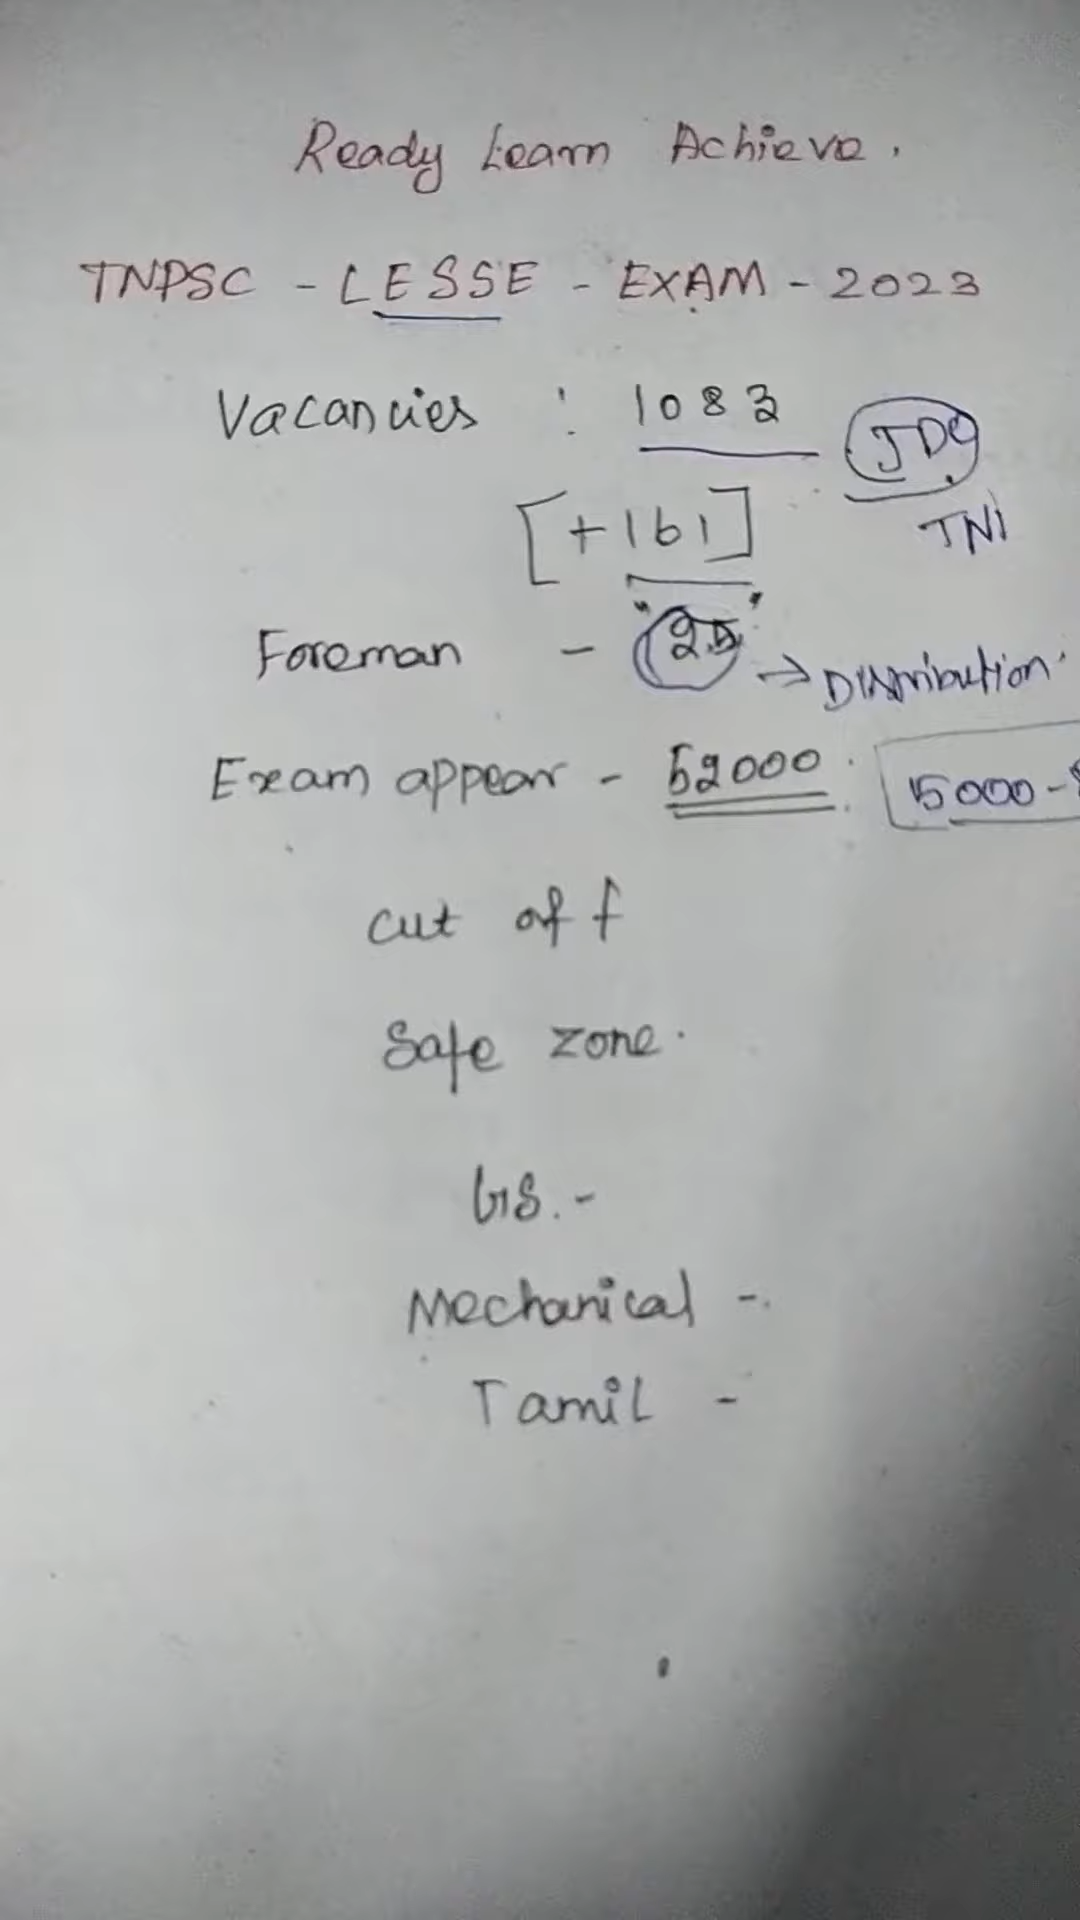 Ready Learn Achieve.
TNPSC - LESSE - EXAM - 2023
Vacancies : 1083
JDO
[+161]
TNI
Foreman - 25 → Distribution.
Exam appear - 52000. 5000 -
cut off
Safe zone.
GS. -
Mechanical -.
Tamil -